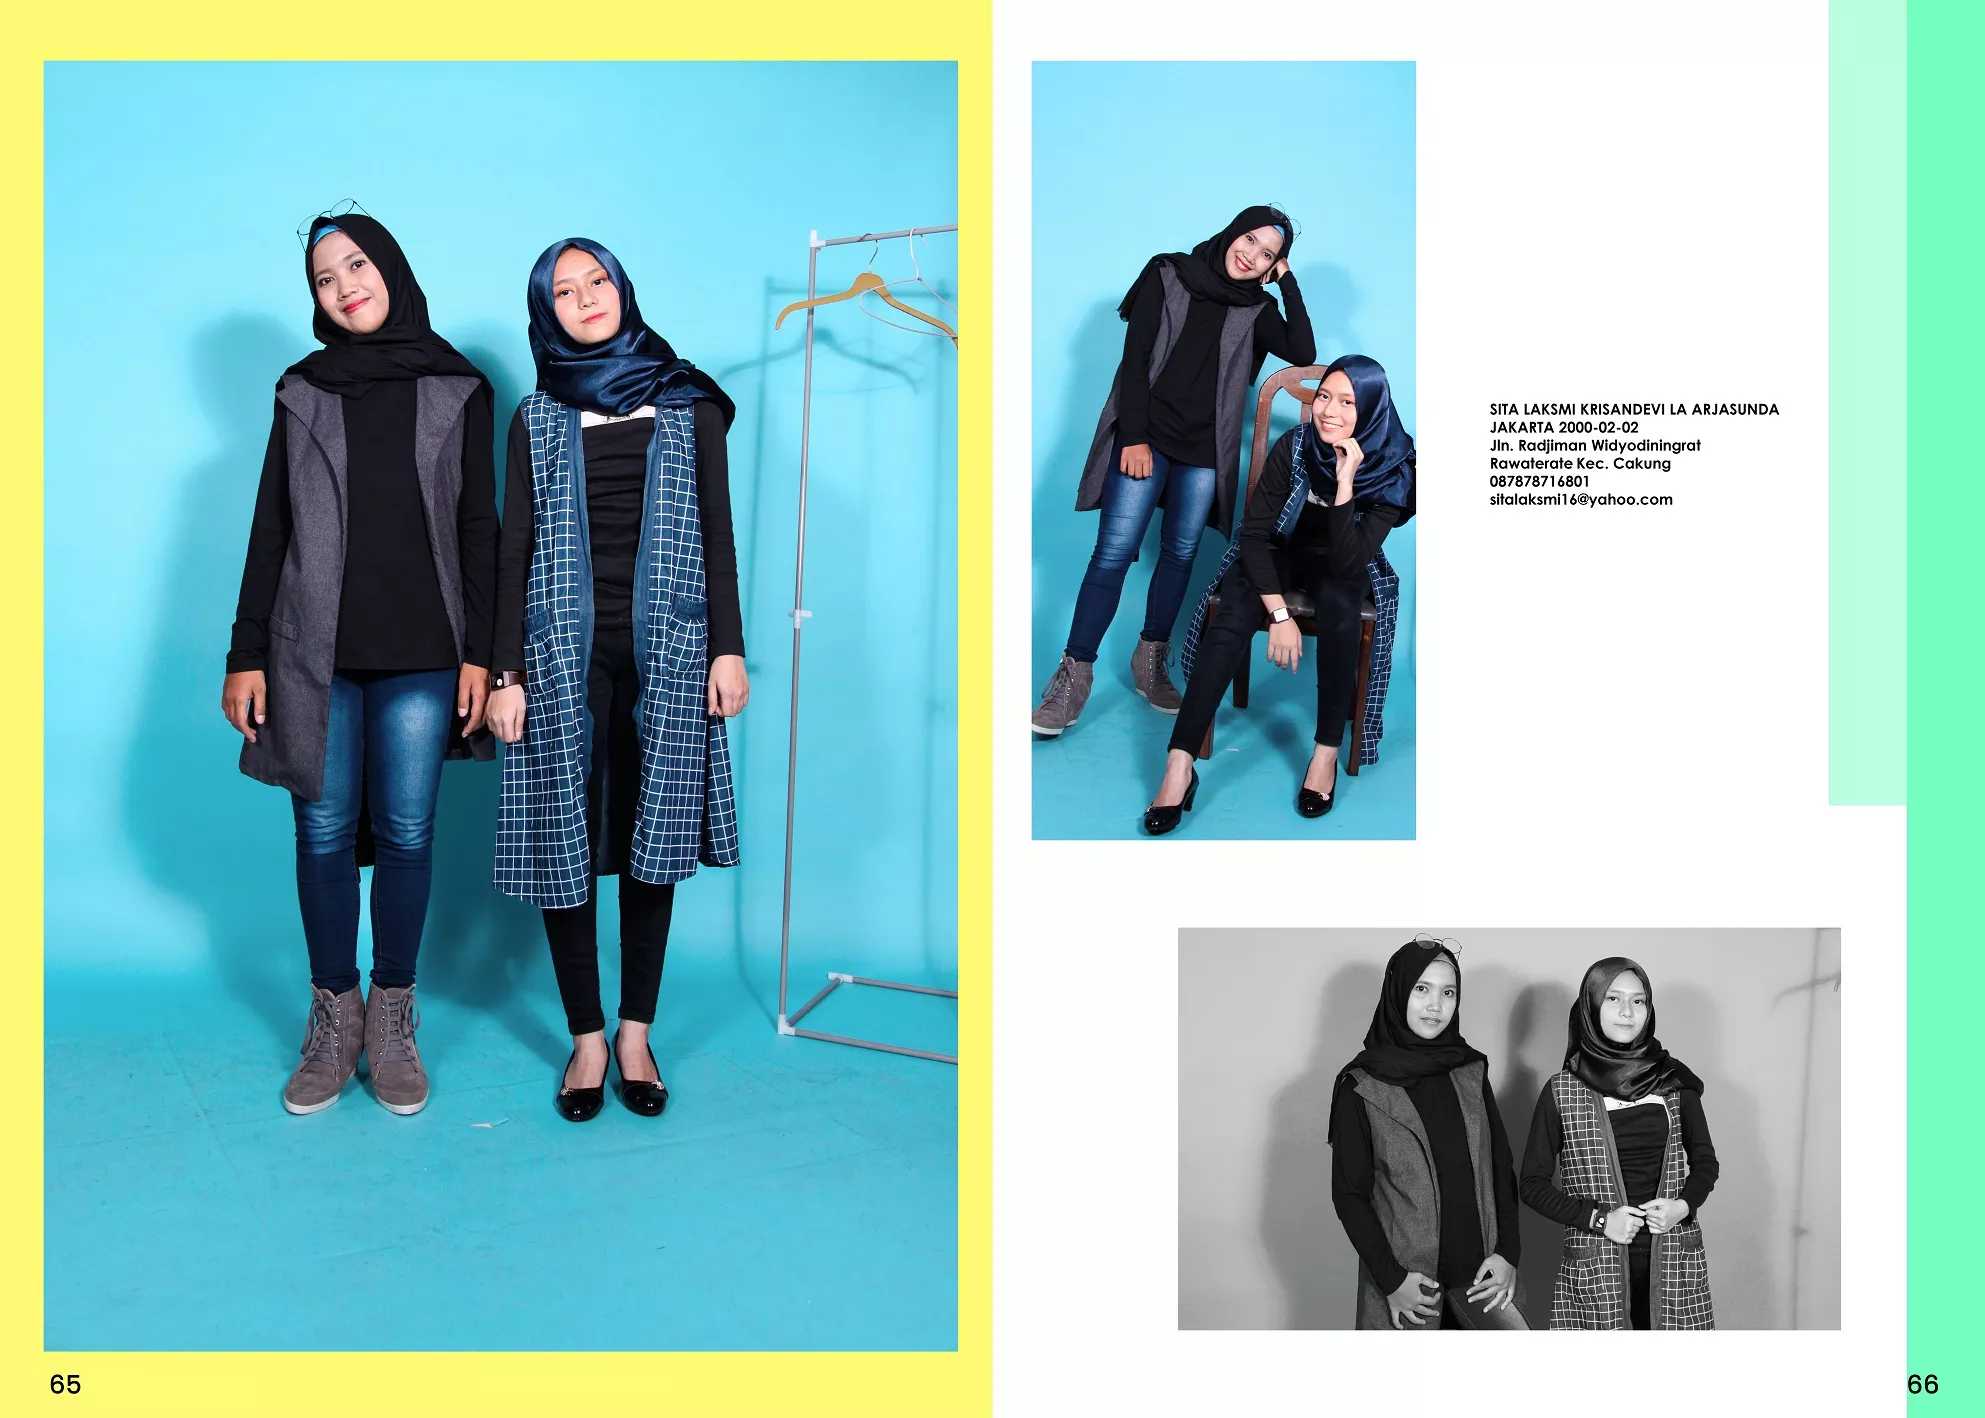 SITA LAKSMI KRISANDEVI LA ARJASUNDA
JAKARTA 2000-02-02
Jln. Radjiman Widyodiningrat
Rawaterate Kec. Cakung
087878716801
sitalaksmi16@yahoo.com
65
66